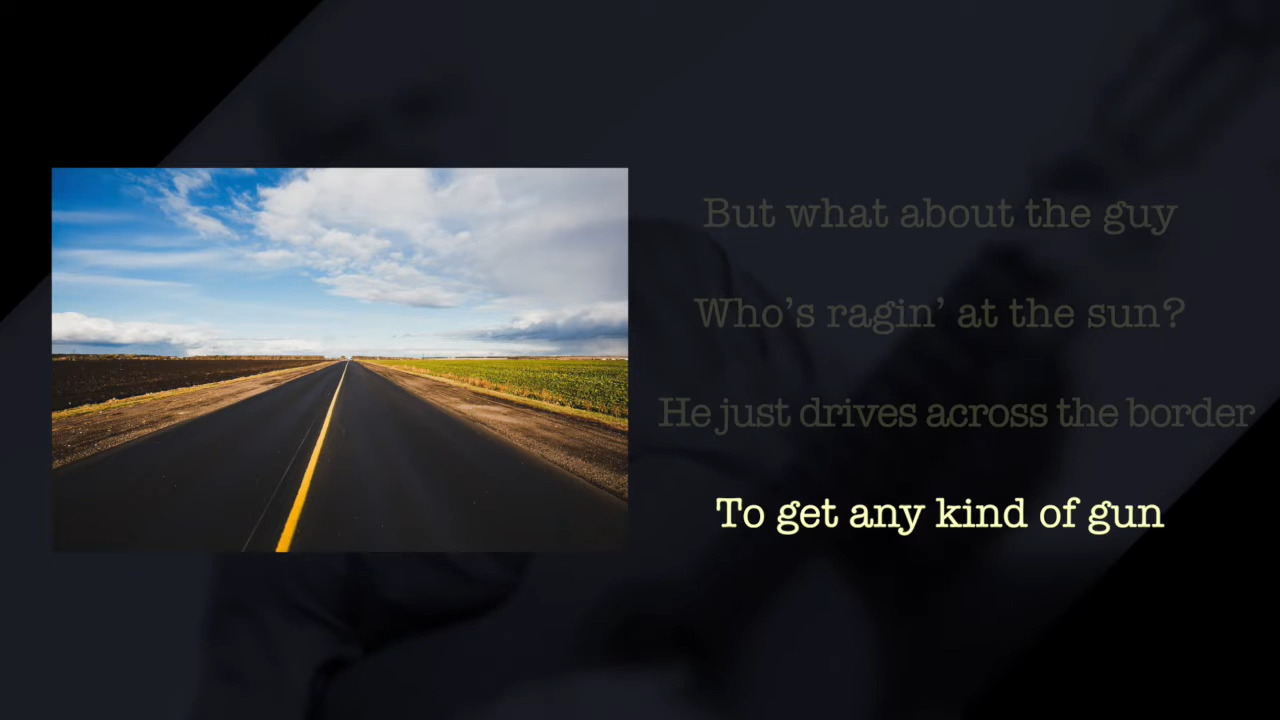 But what about the guy
Who's ragin' at the sun?
He just drives across the border
To get any kind of gun